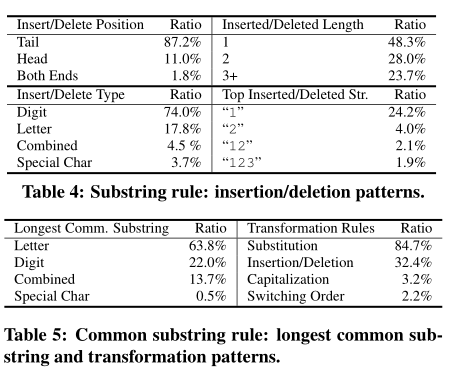 Insert/Delete Position Ratio Inserted/Deleted Length Ratio
Tail 87.2% 1 48.3%
Head 11.0% 2 28.0%
Both Ends 1.8% 3+ 23.7%
Insert/Delete Type Ratio Top Inserted/Deleted Str. Ratio
Digit 74.0% “1” 24.2%
Letter 17.8% “2” 4.0%
Combined 4.5 % “12” 2.1%
Special Char 3.7% “123” 1.9%
Table 4: Substring rule: insertion/deletion patterns.
Longest Comm. Substring Ratio Transformation Rules Ratio
Letter 63.8% Substitution 84.7%
Digit 22.0% Insertion/Deletion 32.4%
Combined 13.7% Capitalization 3.2%
Special Char 0.5% Switching Order 2.2%
Table 5: Common substring rule: longest common sub-
string and transformation patterns.